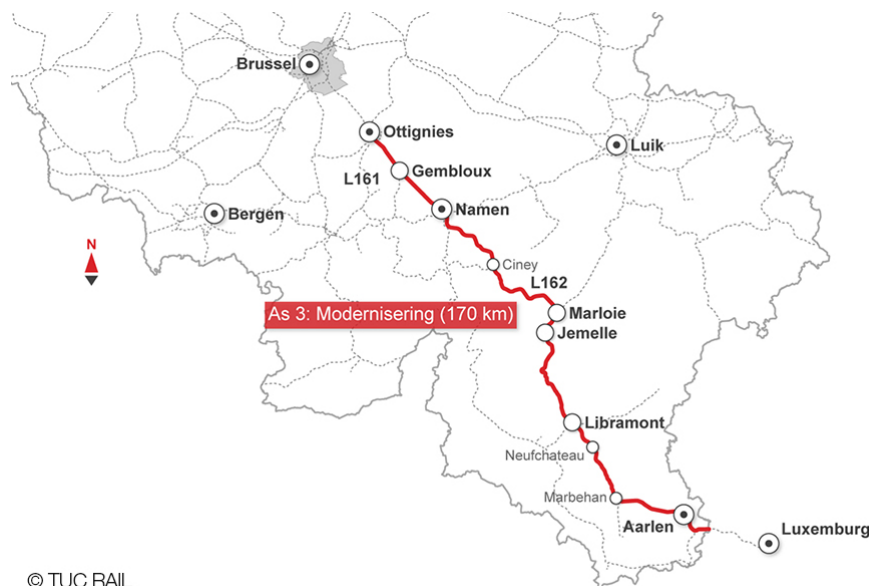 Brussel
Ottignies
Luik
Gembloux
L161
Namen
Bergen
N
Ciney
L162
As 3: Modernisering (170 km)
Marloie
Jemelle
Libramont
Neufchateau
Marbehan
Aarlen
Luxemburg
© TUC RAIL